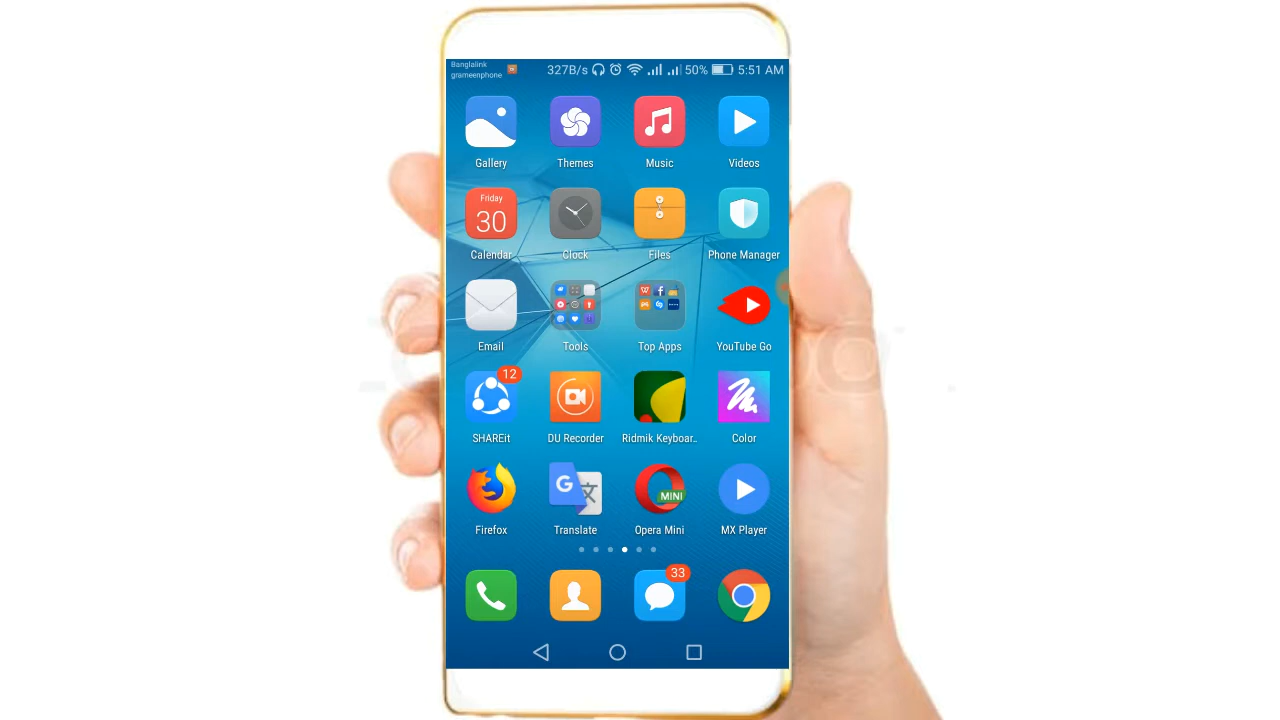 Banglalink
grameenphone
327B/s 50% 5:51 AM
Gallery Themes Music Videos
Friday
30
Calendar Clock Files Phone Manager
Email Tools Top Apps YouTube Go
12
SHAREit DU Recorder Ridmik Keyboar..
Color
G
MINI
Firefox Translate Opera Mini MX Player
33